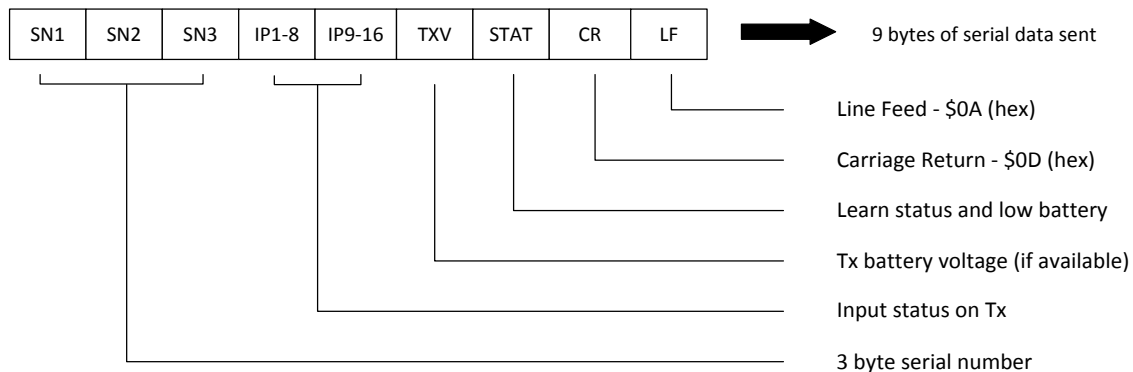 SN1 SN2 SN3 IP1-8 IP9-16 TXV STAT CR LF 9 bytes of serial data sent
Line Feed - $0A (hex)
Carriage Return - $0D (hex)
Learn status and low battery
Tx battery voltage (if available)
Input status on Tx
3 byte serial number